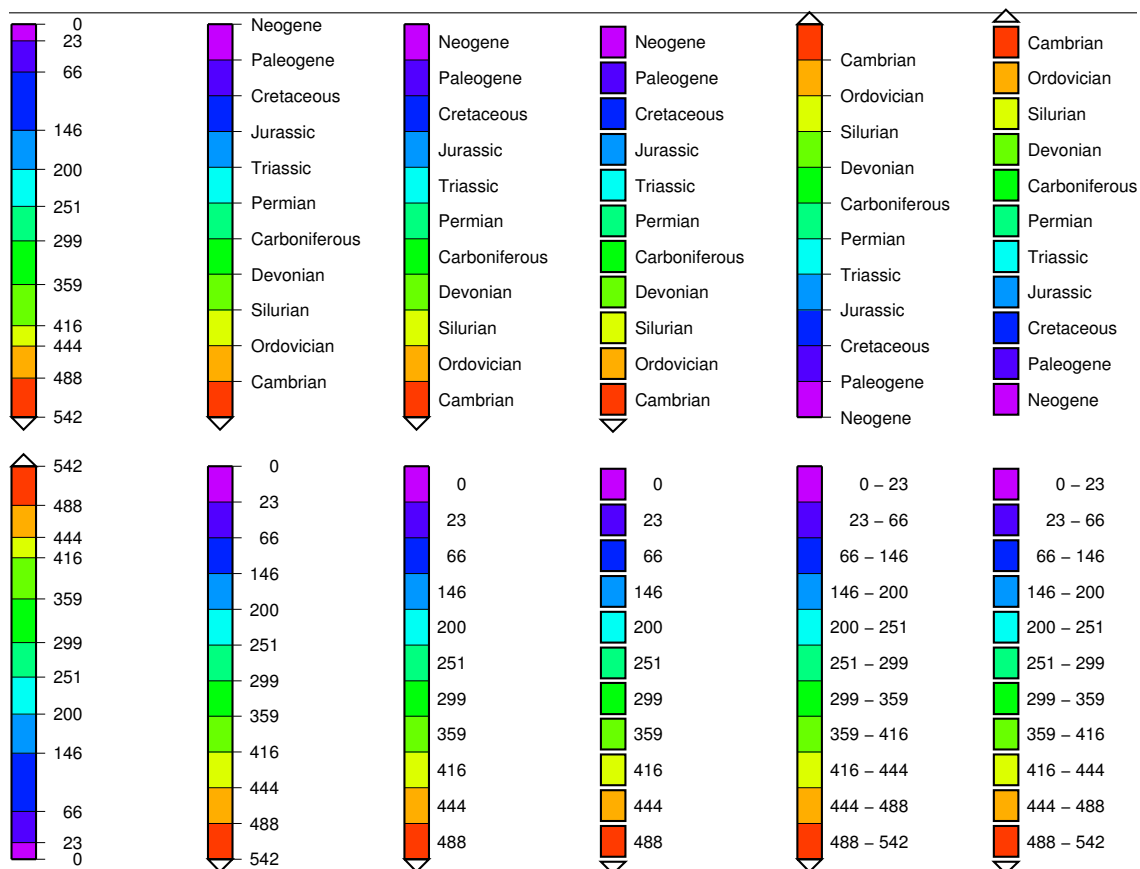 0
23
66
146
200
251
299
359
416
444
488
542
Neogene
Paleogene
Cretaceous
Jurassic
Triassic
Permian
Carboniferous
Devonian
Silurian
Ordovician
Cambrian
Neogene
Paleogene
Cretaceous
Jurassic
Triassic
Permian
Carboniferous
Devonian
Silurian
Ordovician
Cambrian
Neogene
Paleogene
Cretaceous
Jurassic
Triassic
Permian
Carboniferous
Devonian
Silurian
Ordovician
Cambrian
Cambrian
Ordovician
Silurian
Devonian
Carboniferous
Permian
Triassic
Jurassic
Cretaceous
Paleogene
Neogene
Cambrian
Ordovician
Silurian
Devonian
Carboniferous
Permian
Triassic
Jurassic
Cretaceous
Paleogene
Neogene
542
488
444
416
359
299
251
200
146
66
23
0
0
23
66
146
200
251
299
359
416
444
488
542
0
23
66
146
200
251
299
359
416
444
488
0
23
66
146
200
251
299
359
416
444
488
0 – 23
23 – 66
66 – 146
146 – 200
200 – 251
251 – 299
299 – 359
359 – 416
416 – 444
444 – 488
488 – 542
0 – 23
23 – 66
66 – 146
146 – 200
200 – 251
251 – 299
299 – 359
359 – 416
416 – 444
444 – 488
488 – 542